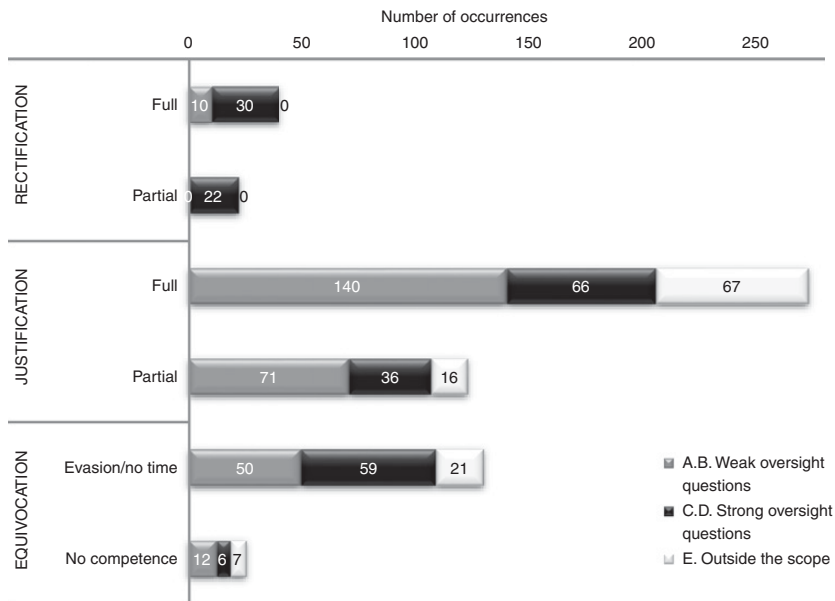 Number of occurrences
0 50 100 150 200 250
RECTIFICATION
Full 10 30 0
Partial 0 22 0
JUSTIFICATION
Full 140 66 67
Partial 71 36 16
EQUIVOCATION
Evasion/no time 50 59 21
No competence 12 6 7
A.B. Weak oversight
questions
C.D. Strong oversight
questions
E. Outside the scope